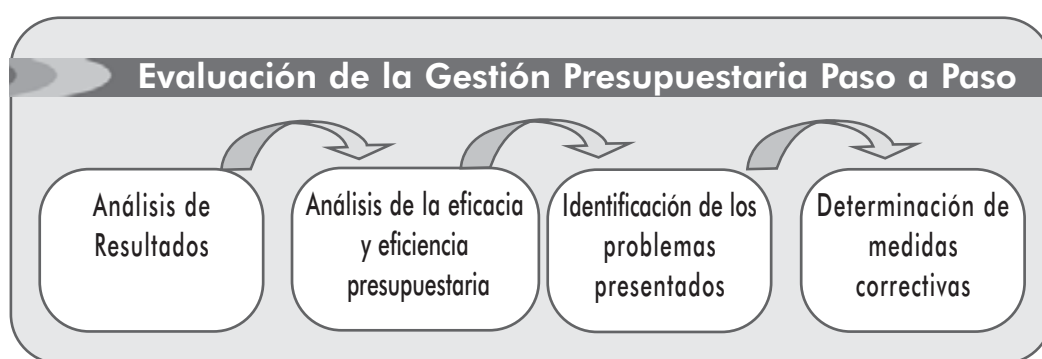 Evaluación de la Gestión Presupuestaria Paso a Paso
Análisis de
Resultados
Análisis de la eficacia
y eficiencia
presupuestaria
Identificación de los
problemas
presentados
Determinación de
medidas
correctivas